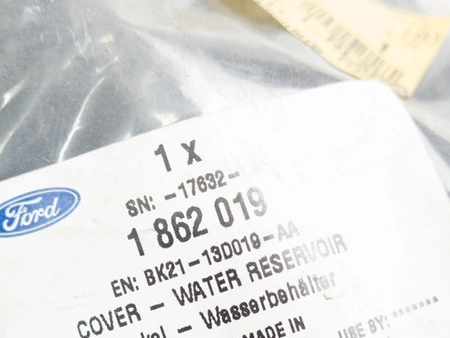 1 X
SN: -17632-
Ford
1 862 019
EN: BK21-13D019-AA
COVER - WATER RESERVOIR
kel - Wasserbehälter
MADE IN
USE BY: *******